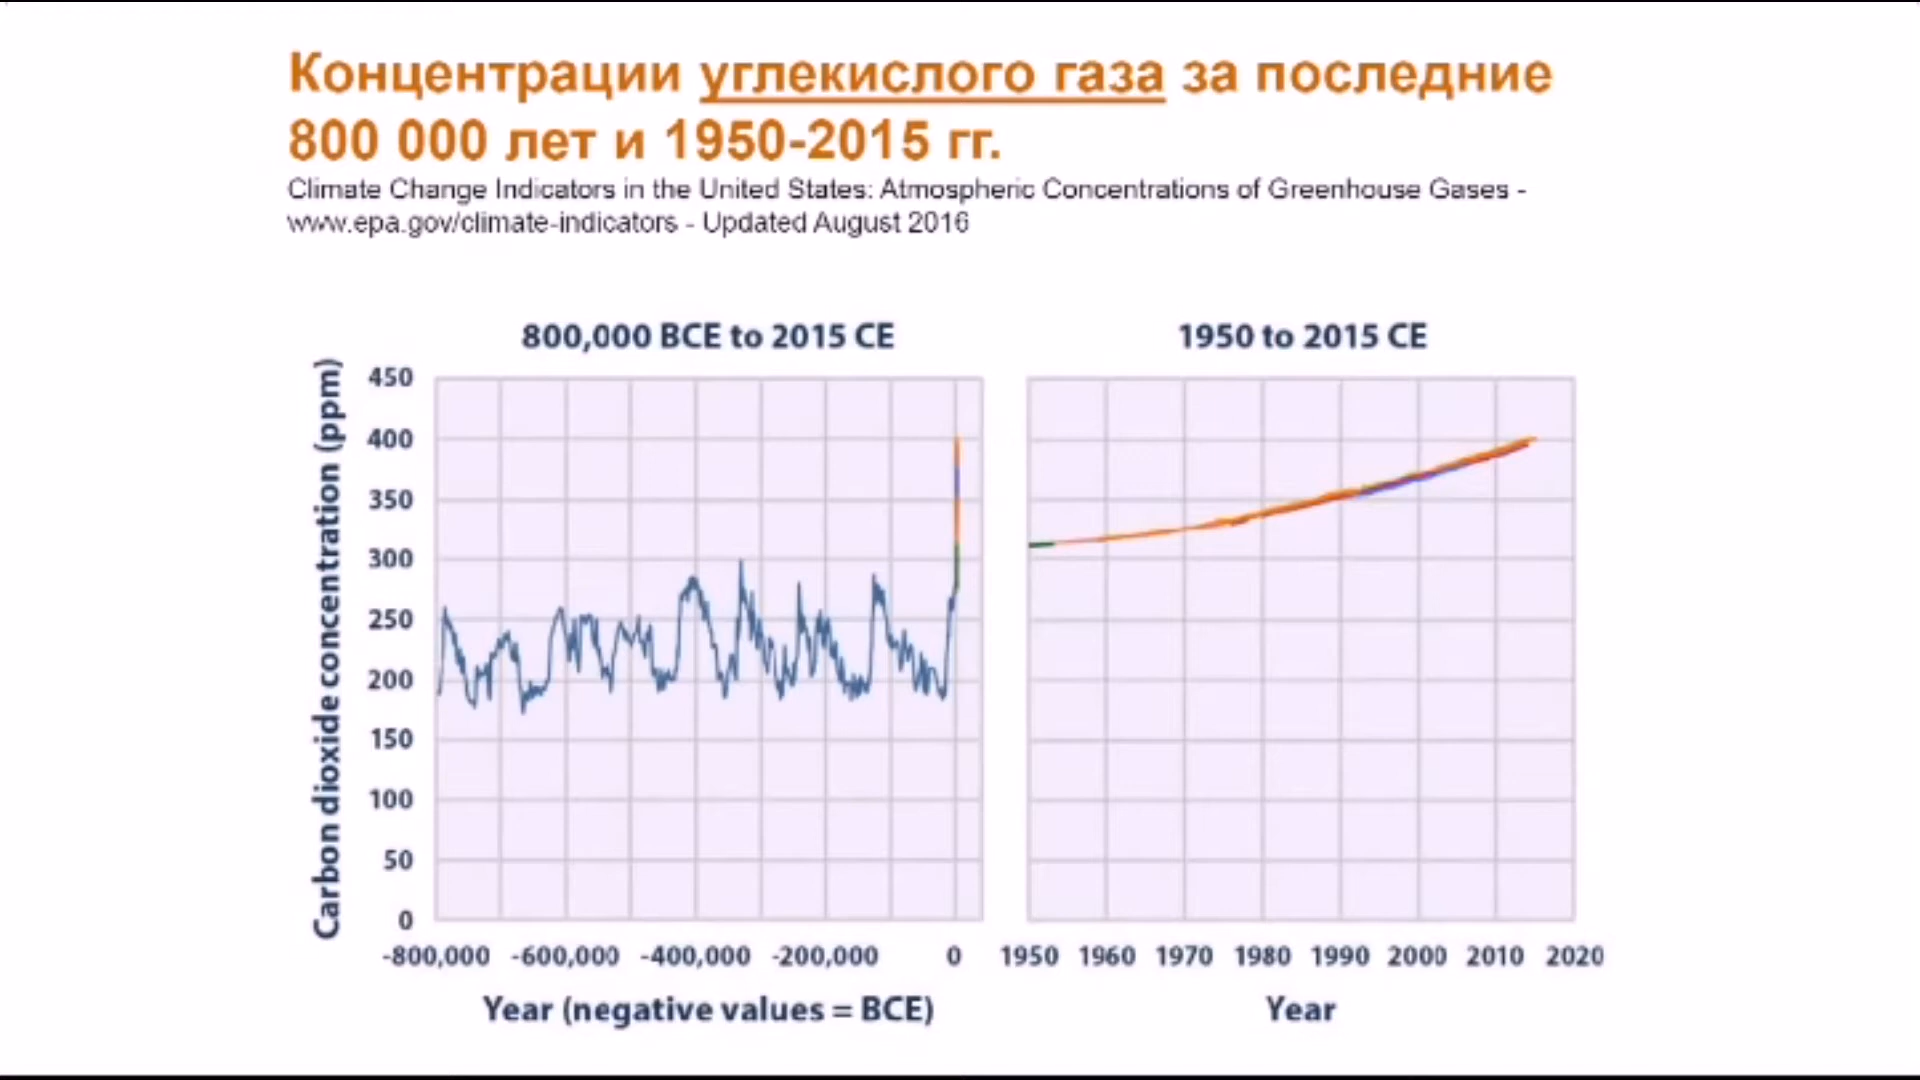 Концентрации углекислого газа за последние
800 000 лет и 1950-2015 гг.
Climate Change Indicators in the United States: Atmospheric Concentrations of Greenhouse Gases -
www.epa.gov/climate-indicators - Updated August 2016
800,000 BCE to 2015 CE
1950 to 2015 CE
Carbon dioxide concentration (ppm)
450
400
350
300
250
200
150
100
50
0
-800,000 -600,000 -400,000 -200,000 0
1950 1960 1970 1980 1990 2000 2010 2020
Year (negative values = BCE)
Year